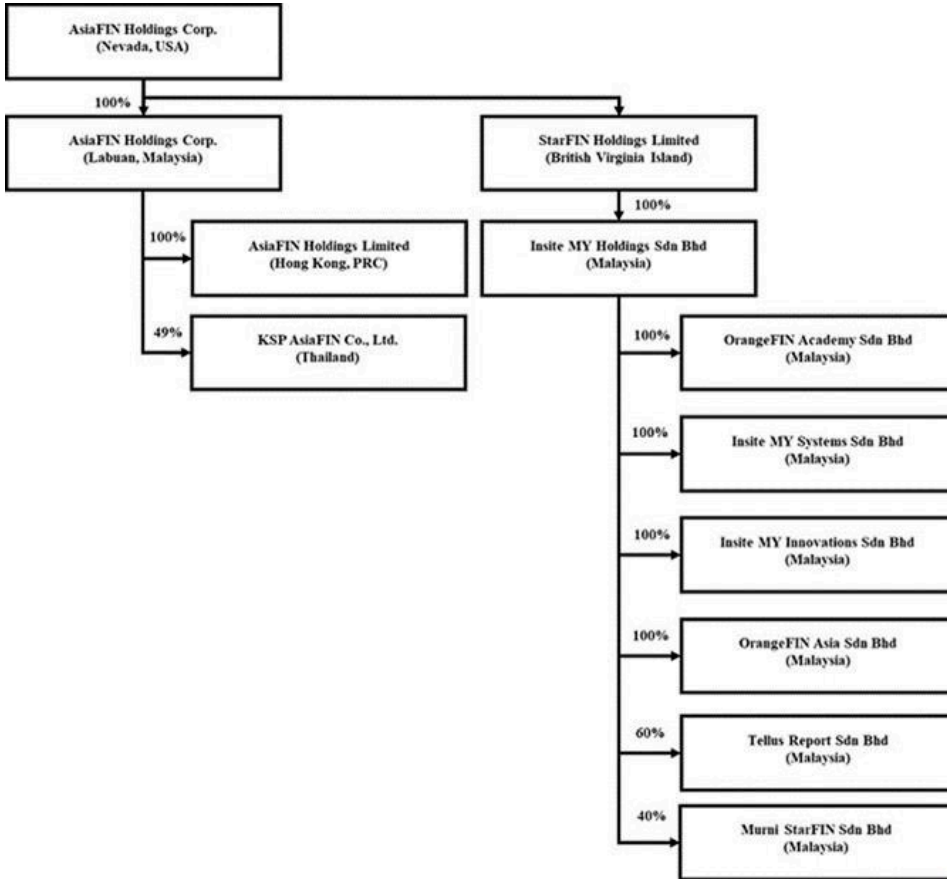 AsiaFIN Holdings Corp.
(Nevada, USA)
100%
AsiaFIN Holdings Corp.
(Labuan, Malaysia)
StarFIN Holdings Limited
(British Virginia Island)
100%
100%
AsiaFIN Holdings Limited
(Hong Kong, PRC)
Insite MY Holdings Sdn Bhd
(Malaysia)
49%
KSP AsiaFIN Co., Ltd.
(Thailand)
100%
OrangeFIN Academy Sdn Bhd
(Malaysia)
100%
Insite MY Systems Sdn Bhd
(Malaysia)
100%
Insite MY Innovations Sdn Bhd
(Malaysia)
100%
OrangeFIN Asia Sdn Bhd
(Malaysia)
60%
Tellus Report Sdn Bhd
(Malaysia)
40%
Murni StarFIN Sdn Bhd
(Malaysia)